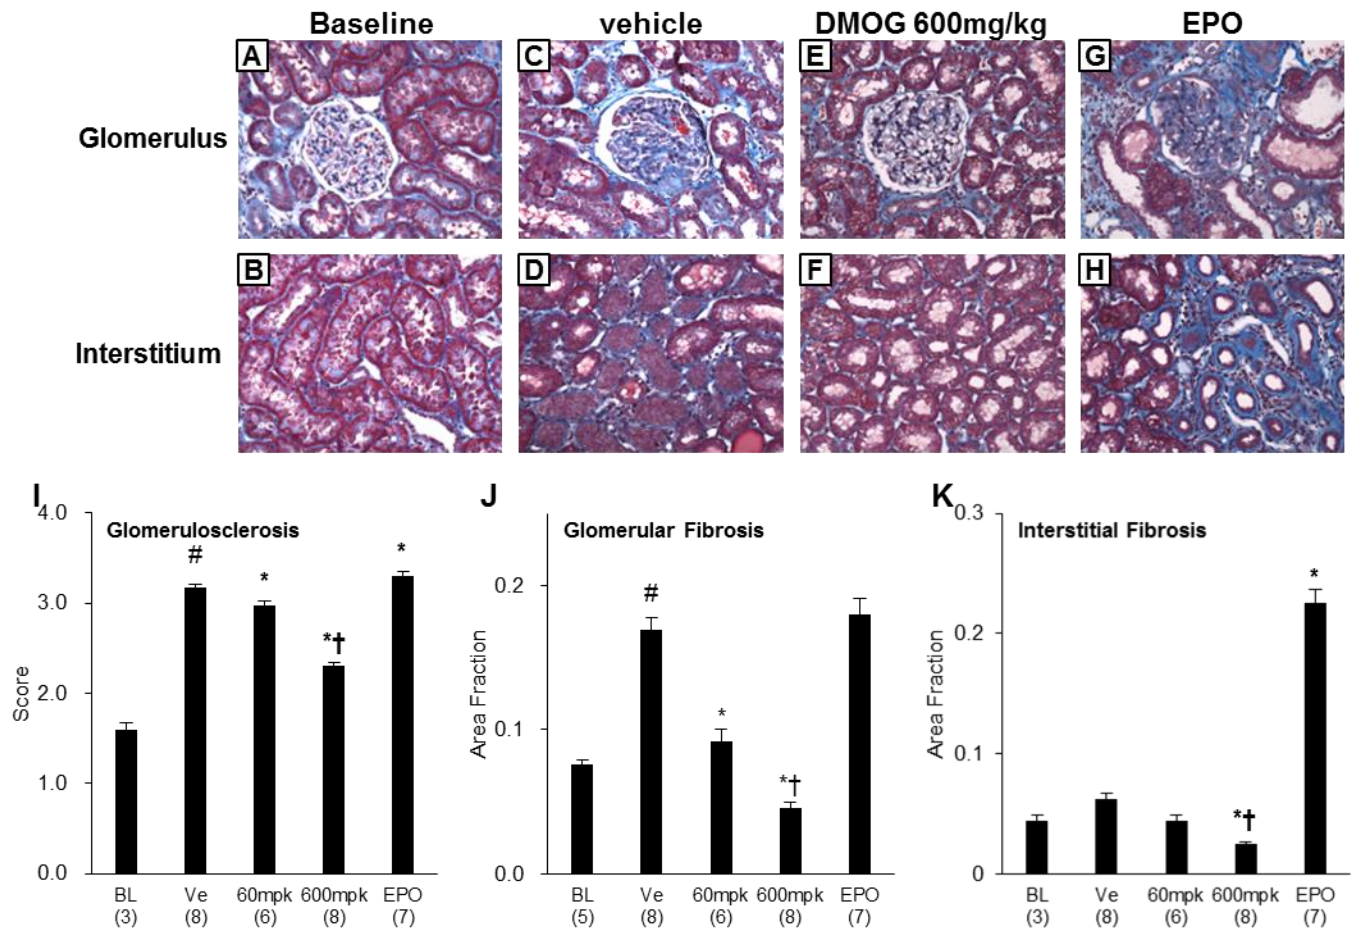 Baseline
vehicle
DMOG 600mg/kg
EPO
Glomerulus
A
C
E
G
Interstitium
B
D
F
H
I
Glomerulosclerosis
4.0
3.0
2.0
1.0
0.0
Score
#
*
*†
*
BL
(3)
Ve
(8)
60mpk
(6)
600mpk
(8)
EPO
(7)
J
Glomerular Fibrosis
0.2
0.1
0.0
Area Fraction
#
*
*†
BL
(5)
Ve
(8)
60mpk
(6)
600mpk
(8)
EPO
(7)
K
Interstitial Fibrosis
0.3
0.2
0.1
0
Area Fraction
*†
*
BL
(3)
Ve
(8)
60mpk
(6)
600mpk
(8)
EPO
(7)